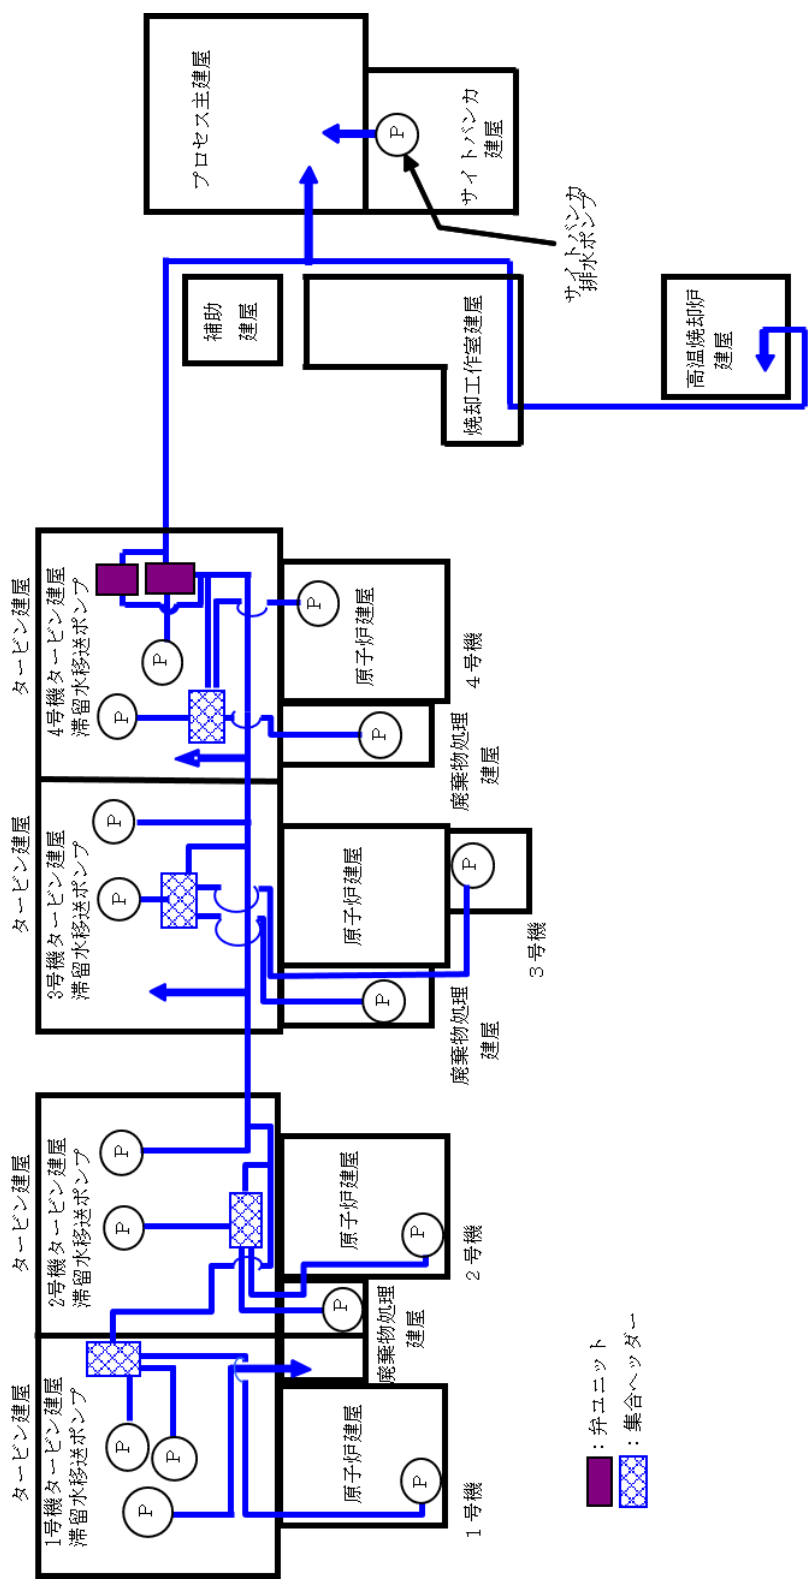 タービン建屋
1号機タービン建屋
滞留水移送ポンプ
P
P
P
原子炉建屋
P
1号機
タービン建屋
2号機タービン建屋
滞留水移送ポンプ
P
P
廃棄物処理
建屋
P
原子炉建屋
P
2号機
タービン建屋
3号機タービン建屋
滞留水移送ポンプ
P
P
廃棄物処理
建屋
P
原子炉建屋
P
3号機
タービン建屋
4号機タービン建屋
滞留水移送ポンプ
P
P
廃棄物処理
建屋
P
原子炉建屋
P
4号機
補助
建屋
焼却工作室建屋
高温焼却炉
建屋
プロセス主建屋
サイトバンカ
建屋
P
サイトバンカ
排水ポンプ
：弁ユニット
：集合ヘッダー